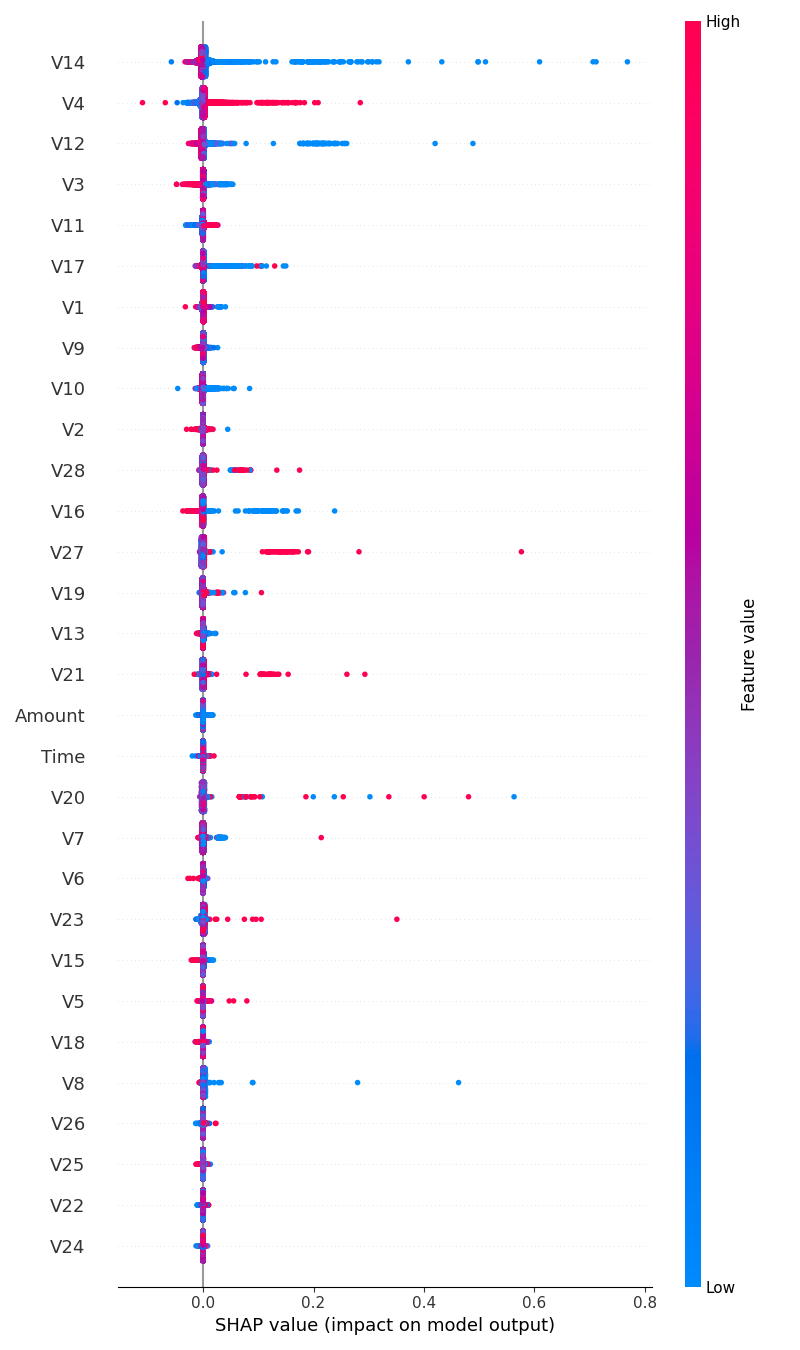 High
V14
V4
V12
V3
V11
V17
V1
V9
V10
V2
V28
V16
V27
V19
V13
V21
Amount
Time
V20
V7
V6
V23
V15
V5
V18
V8
V26
V25
V22
V24
Feature value
Low
0.0 0.2 0.4 0.6 0.8
SHAP value (impact on model output)